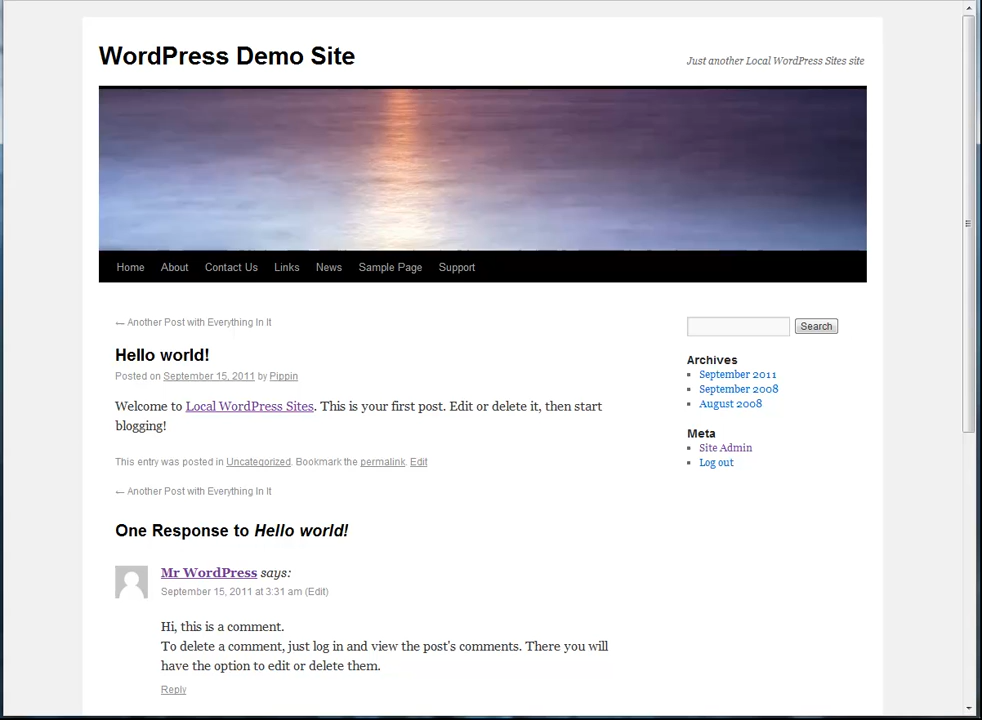 WordPress Demo Site
Just another Local WordPress Sites site
Home About Contact Us Links News Sample Page Support
← Another Post with Everything In It
Search
Hello world!
Posted on September 15, 2011 by Pippin
Welcome to Local WordPress Sites. This is your first post. Edit or delete it, then start
blogging!
This entry was posted in Uncategorized. Bookmark the permalink. Edit
← Another Post with Everything In It
One Response to Hello world!
Mr WordPress says:
September 15, 2011 at 3:31 am (Edit)
Hi, this is a comment.
To delete a comment, just log in and view the post's comments. There you will
have the option to edit or delete them.
Reply
Archives
September 2011
September 2008
August 2008
Meta
Site Admin
Log out